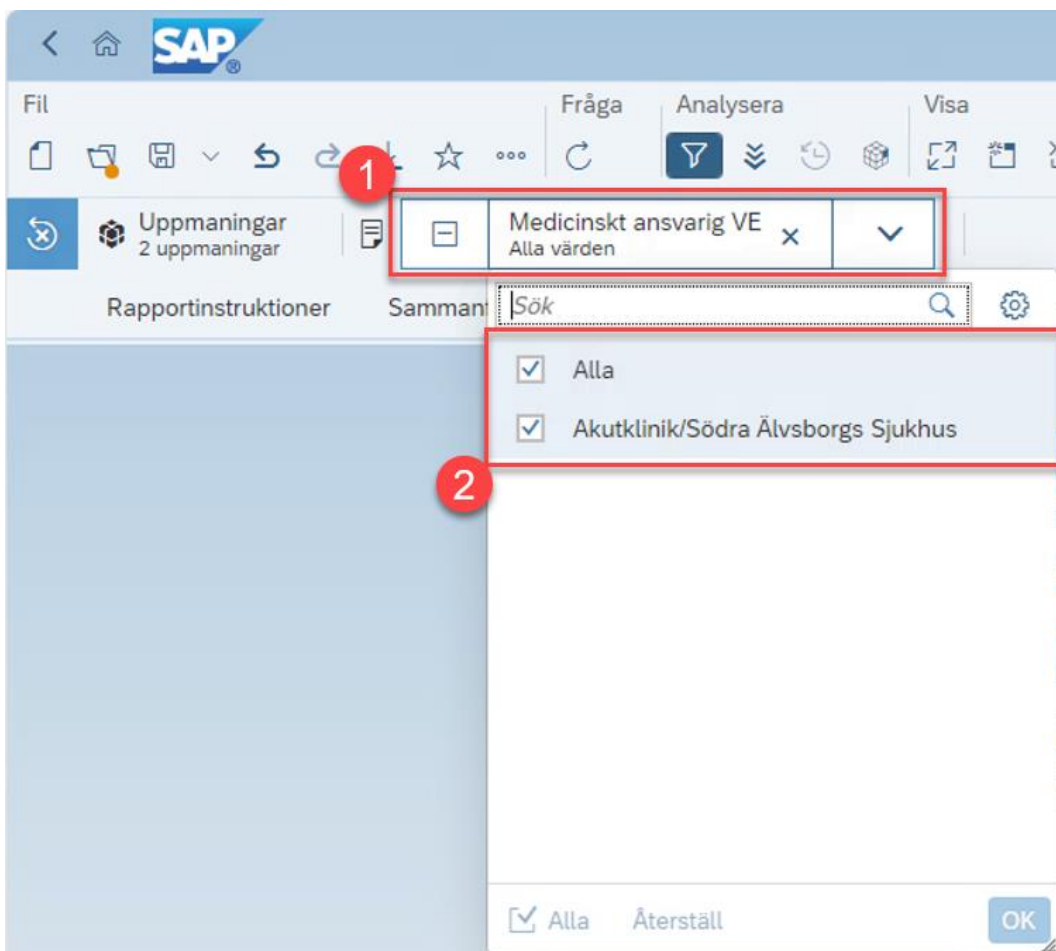 SAP®
Fil Fråga Analysera Visa
1
Uppmaningar
2 uppmaningar
Medicinskt ansvarig VE
Alla värden
Rapportinstruktioner
Sök
Alla
Akutklinik/Södra Älvsborgs Sjukhus
2
Alla Återställ OK